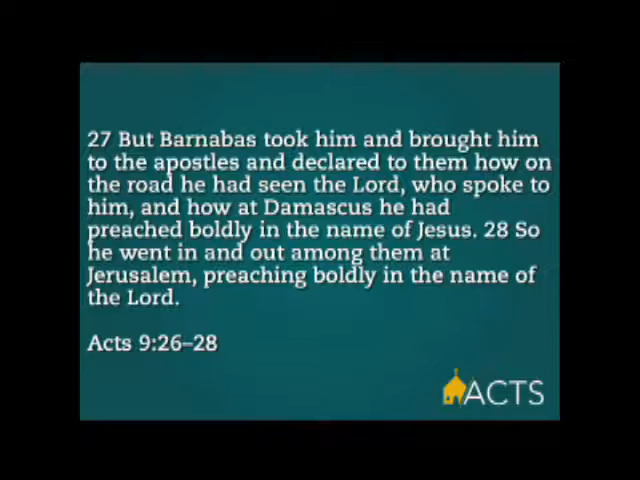 27 But Barnabas took him and brought him
to the apostles and declared to them how on
the road he had seen the Lord, who spoke to
him, and how at Damascus he had
preached boldly in the name of Jesus. 28 So
he went in and out among them at
Jerusalem, preaching boldly in the name of
the Lord.
Acts 9:26–28
ACTS